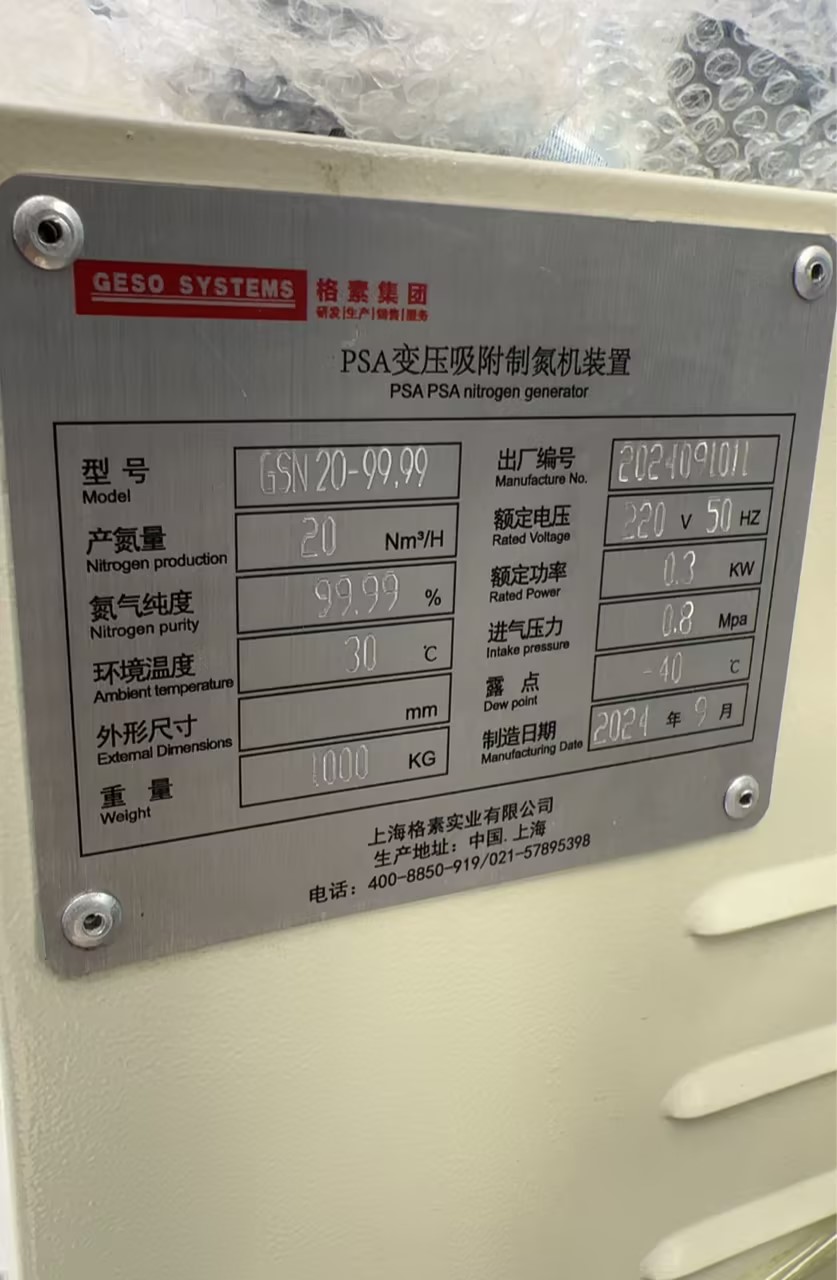 GESO SYSTEMS 格素集团
研发|生产|销售|服务
PSA变压吸附制氮机装置
PSA PSA nitrogen generator
型号 GSN20-99.99
Model
产氮量 20 Nm³/H
Nitrogen production
氮气纯度 99.99 %
Nitrogen purity
环境温度 30 ℃
Ambient temperature
外形尺寸 mm
External Dimensions
重量 1000 KG
Weight
出厂编号 2024091011
Manufacture No.
额定电压 220 V 50 HZ
Rated Voltage
额定功率 0.3 KW
Rated Power
进气压力 0.8 Mpa
Intake pressure
露点 -40 ℃
Dew point
制造日期 2024 年 9 月
Manufacturing Date
上海格素实业有限公司
生产地址：中国.上海
电话：400-8850-919/021-57895398